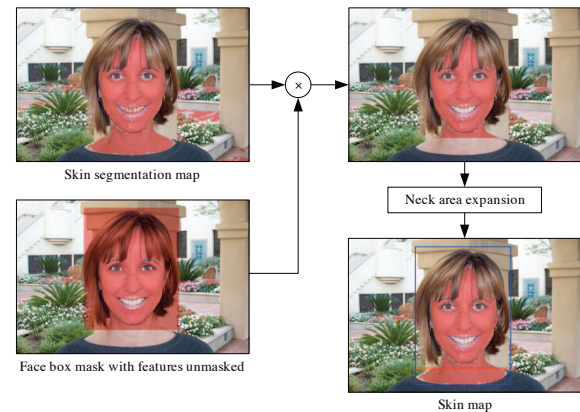 Skin segmentation map
×
Neck area expansion
Face box mask with features unmasked
Skin map